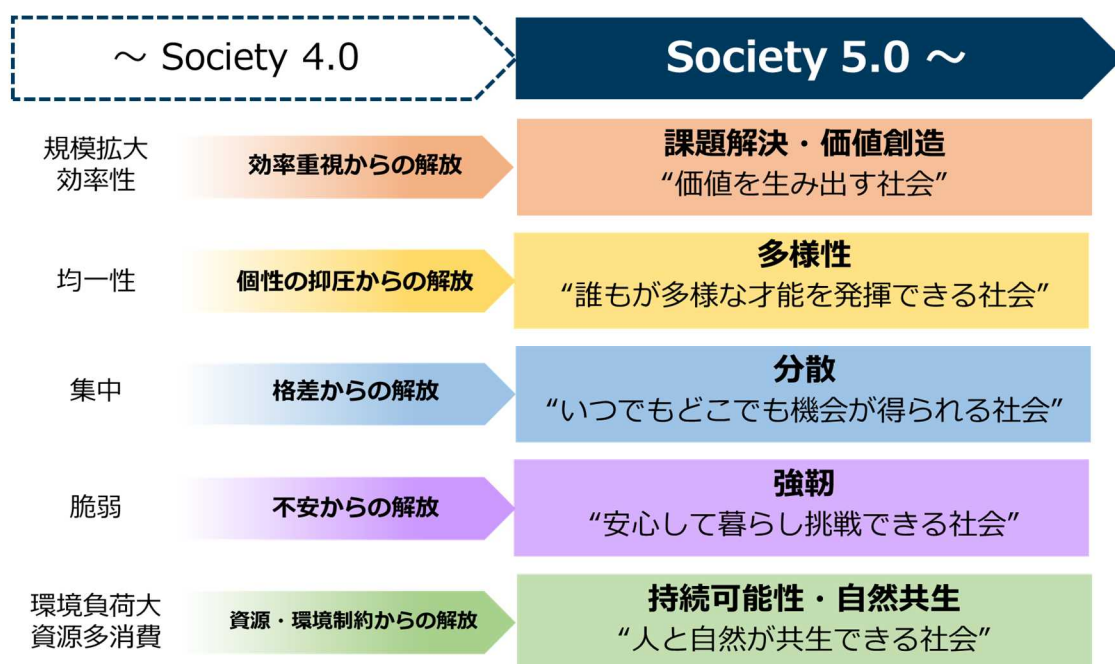 ～ Society 4.0
Society 5.0 ～
規模拡大
効率性
効率重視からの解放
課題解決・価値創造
“価値を生み出す社会”
均一性
個性の抑圧からの解放
多様性
“誰もが多様な才能を発揮できる社会”
集中
格差からの解放
分散
“いつでもどこでも機会が得られる社会”
脆弱
不安からの解放
強靭
“安心して暮らし挑戦できる社会”
環境負荷大
資源多消費
資源・環境制約からの解放
持続可能性・自然共生
“人と自然が共生できる社会”